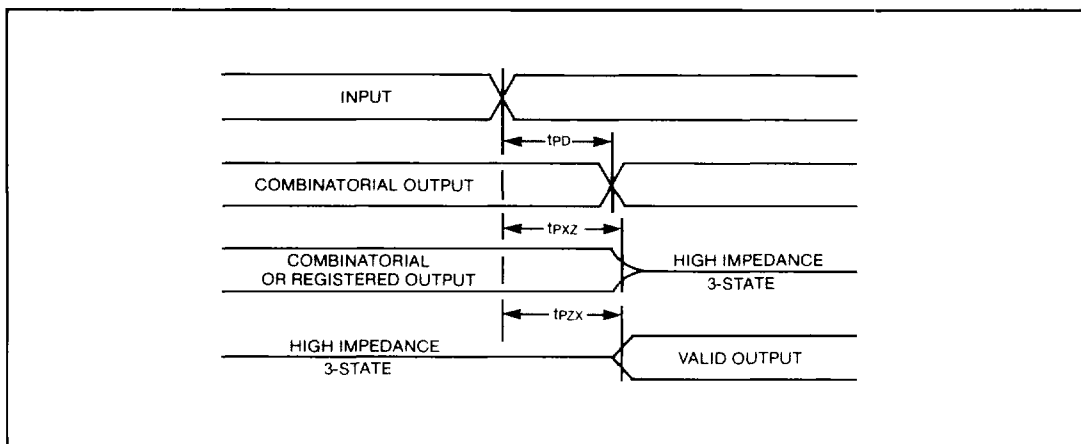 INPUT
tPD
COMBINATORIAL OUTPUT
tPXZ
COMBINATORIAL
OR REGISTERED OUTPUT
HIGH IMPEDANCE
3-STATE
tPZX
HIGH IMPEDANCE
3-STATE
VALID OUTPUT